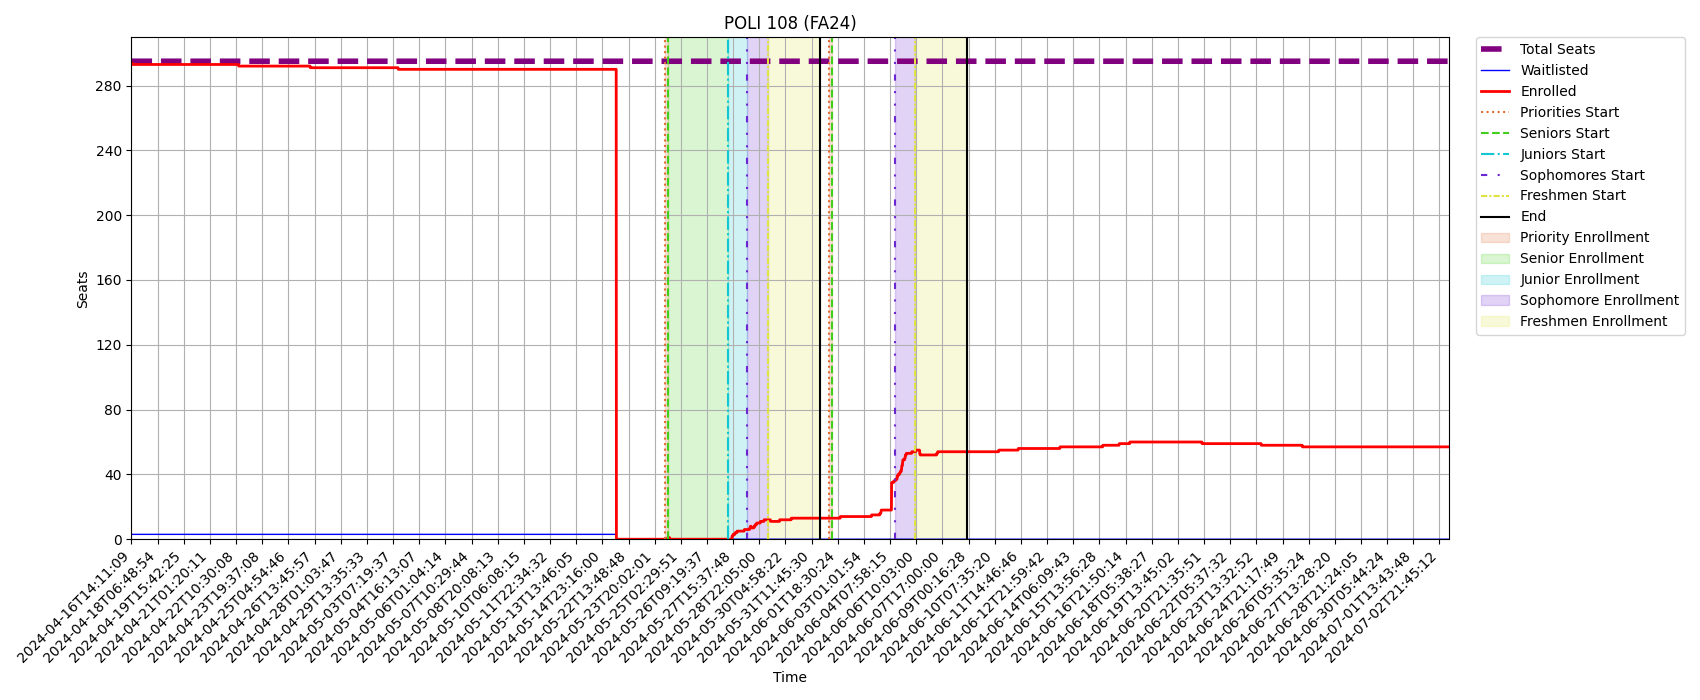 POLI 108 (FA24)
Seats
280
240
200
160
120
80
40
0
2024-04-16T14:11:09
2024-04-18T06:48:54
2024-04-19T15:42:25
2024-04-21T01:20:11
2024-04-22T10:30:08
2024-04-23T19:37:08
2024-04-25T04:54:46
2024-04-26T13:45:57
2024-04-28T01:03:47
2024-04-29T19:35:33
2024-05-03T07:19:37
2024-05-04T16:13:07
2024-05-06T01:04:14
2024-05-07T10:29:44
2024-05-08T20:08:13
2024-05-10T06:08:15
2024-05-11T22:34:32
2024-05-13T13:46:05
2024-05-14T23:16:00
2024-05-22T13:48:48
2024-05-23T20:02:01
2024-05-25T02:29:51
2024-05-26T09:19:37
2024-05-27T15:37:48
2024-05-28T22:05:00
2024-05-30T04:58:22
2024-05-31T11:45:30
2024-06-01T18:30:24
2024-06-03T01:01:54
2024-06-04T07:58:15
2024-06-06T10:03:00
2024-06-07T17:00:00
2024-06-09T00:16:28
2024-06-10T07:35:20
2024-06-11T14:46:46
2024-06-12T21:59:42
2024-06-14T06:09:43
2024-06-15T13:56:28
2024-06-16T21:50:14
2024-06-18T05:38:27
2024-06-19T13:45:02
2024-06-20T21:35:51
2024-06-22T05:37:32
2024-06-23T13:32:52
2024-06-24T21:17:49
2024-06-26T05:35:24
2024-06-27T13:28:20
2024-06-28T21:24:05
2024-06-30T05:44:24
2024-07-01T13:43:48
2024-07-02T21:45:12
Time
Total Seats
Waitlisted
Enrolled
Priorities Start
Seniors Start
Juniors Start
Sophomores Start
Freshmen Start
End
Priority Enrollment
Senior Enrollment
Junior Enrollment
Sophomore Enrollment
Freshmen Enrollment